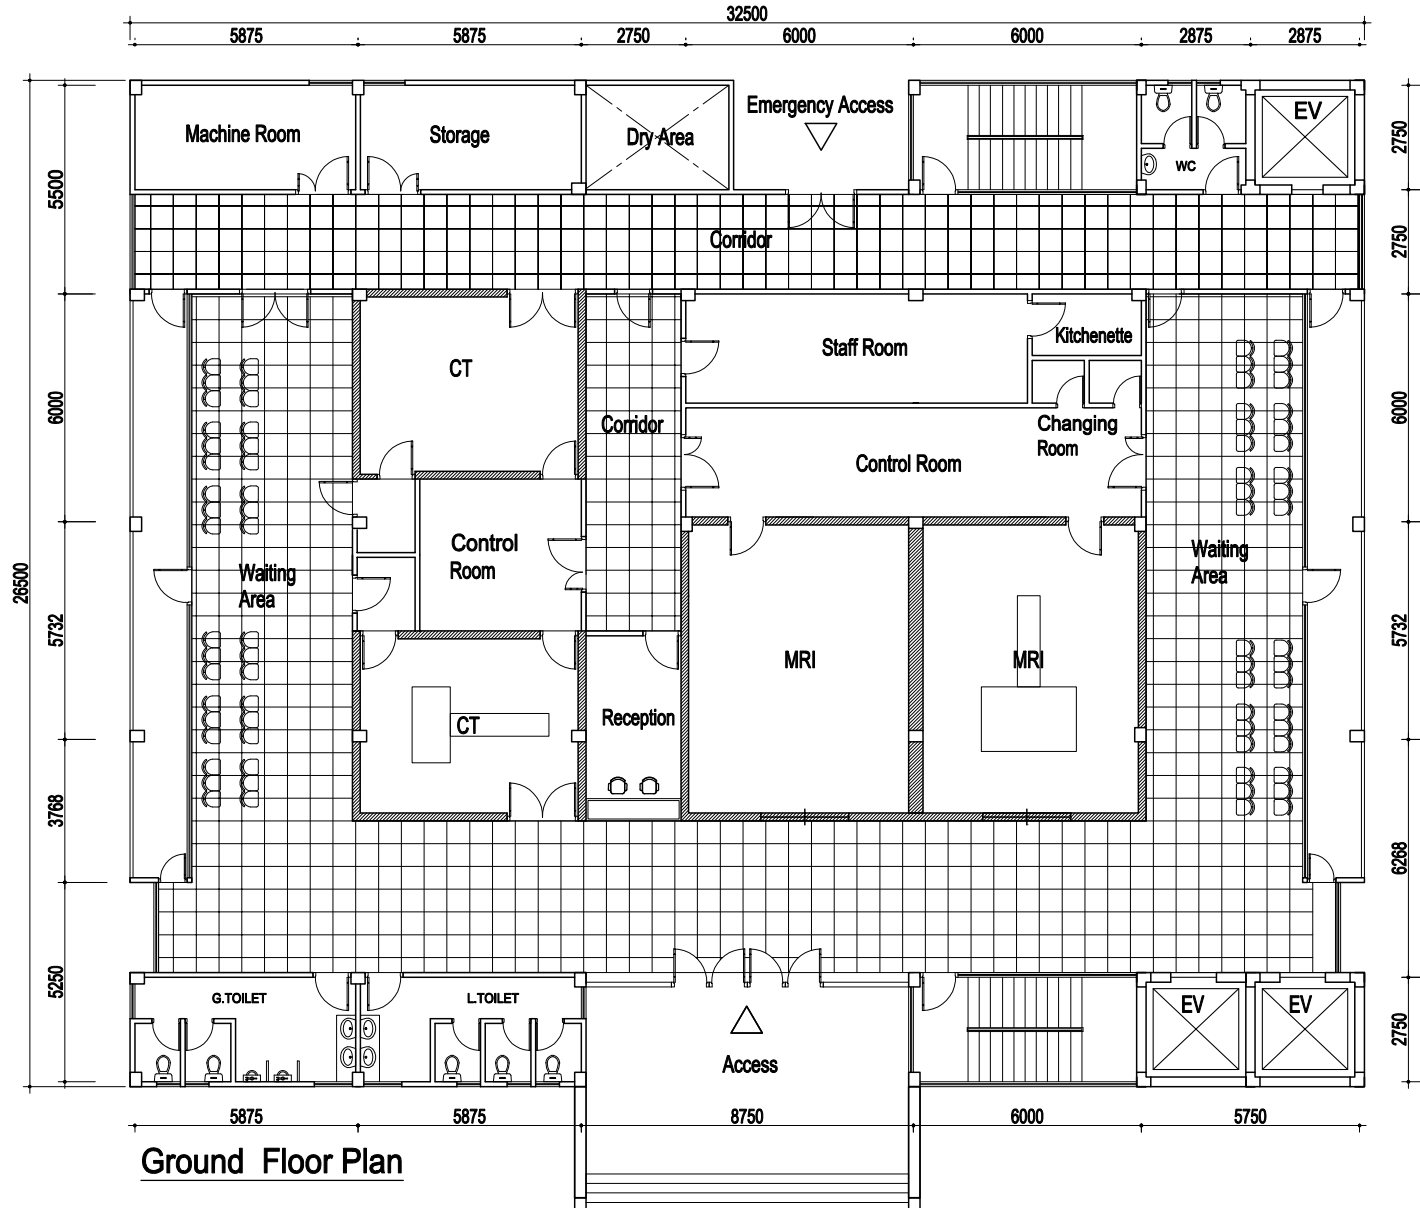 32500
5875
5875
2750
6000
6000
2875
2875
Machine Room
Storage
Dry Area
Emergency Access
WC
EV
2750
5500
2750
Corridor
Staff Room
Kitchenette
CT
6000
6000
Corridor
Changing
Room
Control Room
Control
Room
Waiting
Area
Waiting
Area
26500
5732
5732
MRI
MRI
CT
Reception
3768
6268
5250
G.TOILET
L.TOILET
EV
EV
2750
Access
5875
5875
8750
6000
5750
Ground Floor Plan